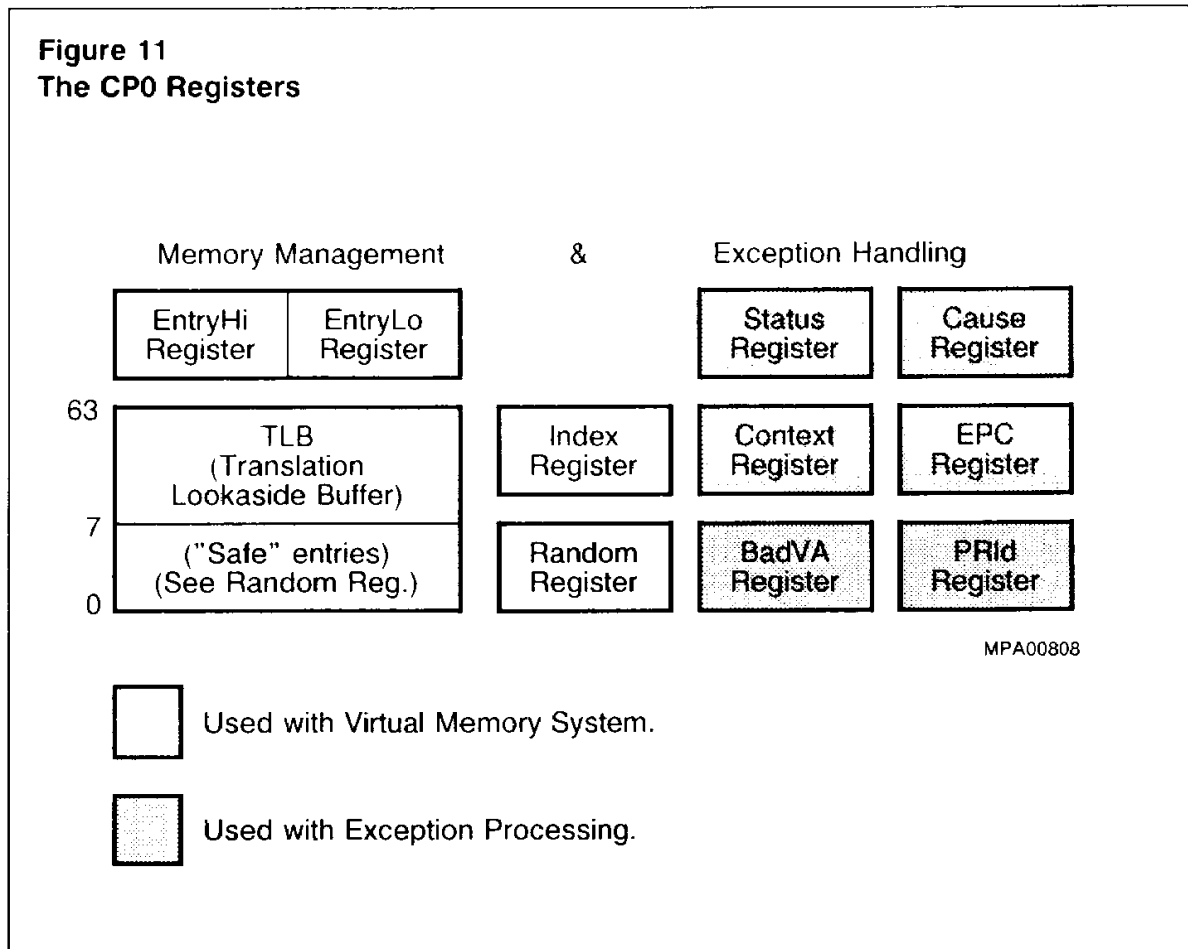 Figure 11
The CP0 Registers
Memory Management & Exception Handling
EntryHi
Register
EntryLo
Register
Status
Register
Cause
Register
63
TLB
(Translation
Lookaside Buffer)
Index
Register
Context
Register
EPC
Register
7
("Safe" entries)
(See Random Reg.)
0
Random
Register
BadVA
Register
PRId
Register
MPA00808
Used with Virtual Memory System.
Used with Exception Processing.